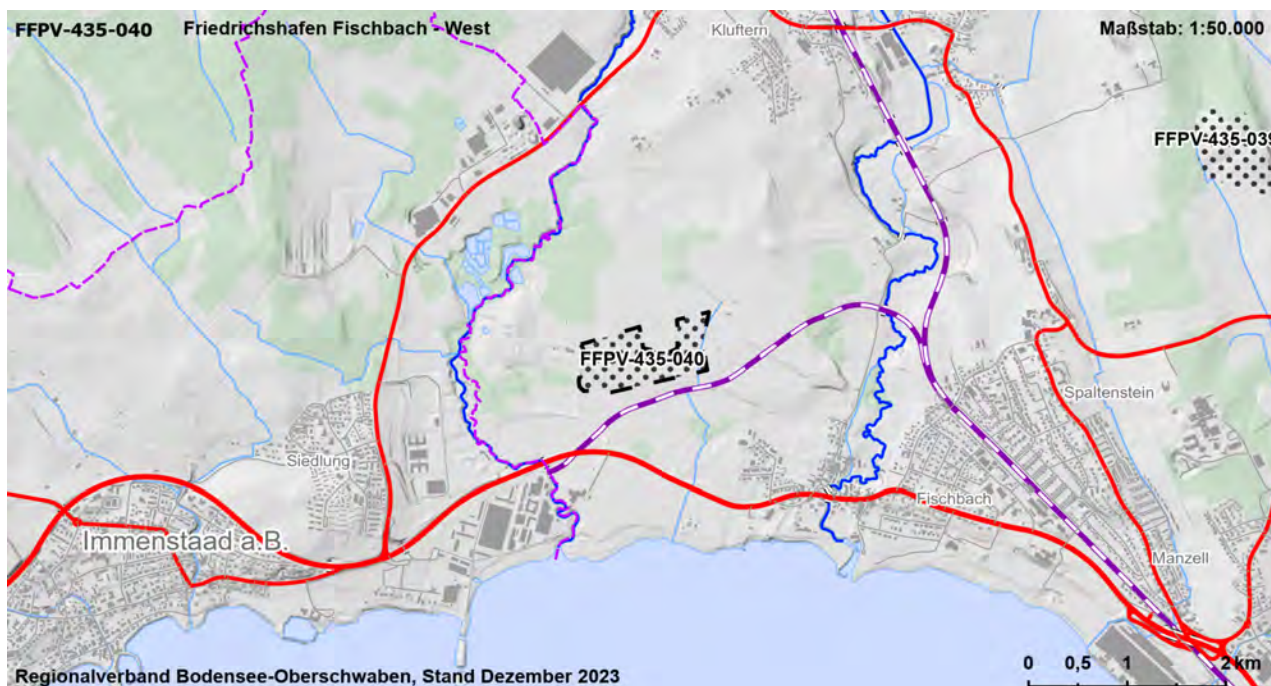 FFPV-435-040 Friedrichshafen Fischbach - West Maßstab: 1:50.000
Kluftern
FFPV-435-039
FFPV-435-040
Spaltenstein
Siedlung
Fischbach
Immenstaad a.B.
Manzell
0 0,5 1 2 km
Regionalverband Bodensee-Oberschwaben, Stand Dezember 2023